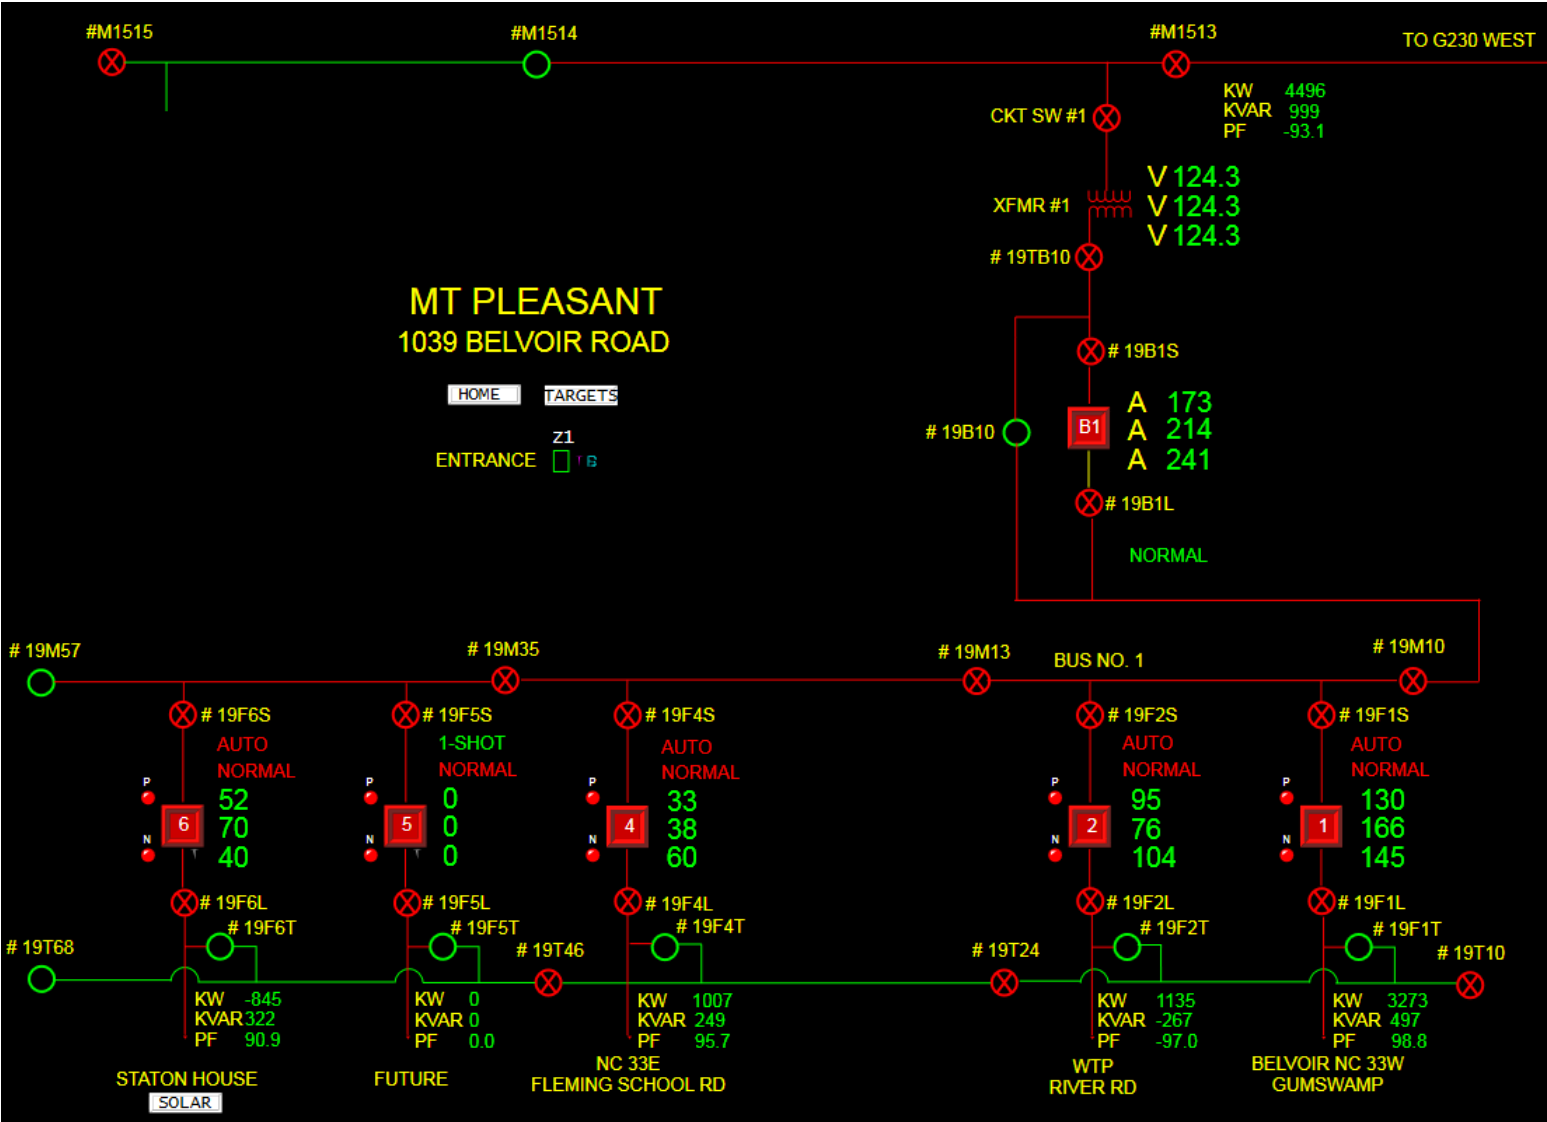 #M1515
#M1514
#M1513
TO G230 WEST
KW 4496
KVAR 999
PF -93.1
CKT SW #1
V 124.3
XFMR #1
V 124.3
V 124.3
# 19TB10
MT PLEASANT
1039 BELVOIR ROAD
# 19B1S
HOME
TARGETS
A 173
# 19B10
B1
A 214
Z1
ENTRANCE
A 241
# 19B1L
NORMAL
# 19M57
# 19M35
# 19M13
BUS NO. 1
# 19M10
# 19F6S
# 19F5S
# 19F4S
# 19F2S
# 19F1S
AUTO
1-SHOT
AUTO
AUTO
AUTO
NORMAL
NORMAL
NORMAL
NORMAL
NORMAL
P
P
P
P
P
52
0
33
95
130
6
70
5
0
4
38
2
76
1
166
N
N
N
N
N
40
0
60
104
145
# 19F6L
# 19F5L
# 19F4L
# 19F2L
# 19F1L
# 19F6T
# 19F5T
# 19F4T
# 19F2T
# 19F1T
# 19T68
# 19T46
# 19T24
# 19T10
KW -845
KW 0
KW 1007
KW 1135
KW 3273
KVAR 322
KVAR 0
KVAR 249
KVAR -267
KVAR 497
PF 90.9
PF 0.0
PF 95.7
PF -97.0
PF 98.8
STATON HOUSE
FUTURE
NC 33E
FLEMING SCHOOL RD
WTP
RIVER RD
BELVOIR NC 33W
GUMSWAMP
SOLAR